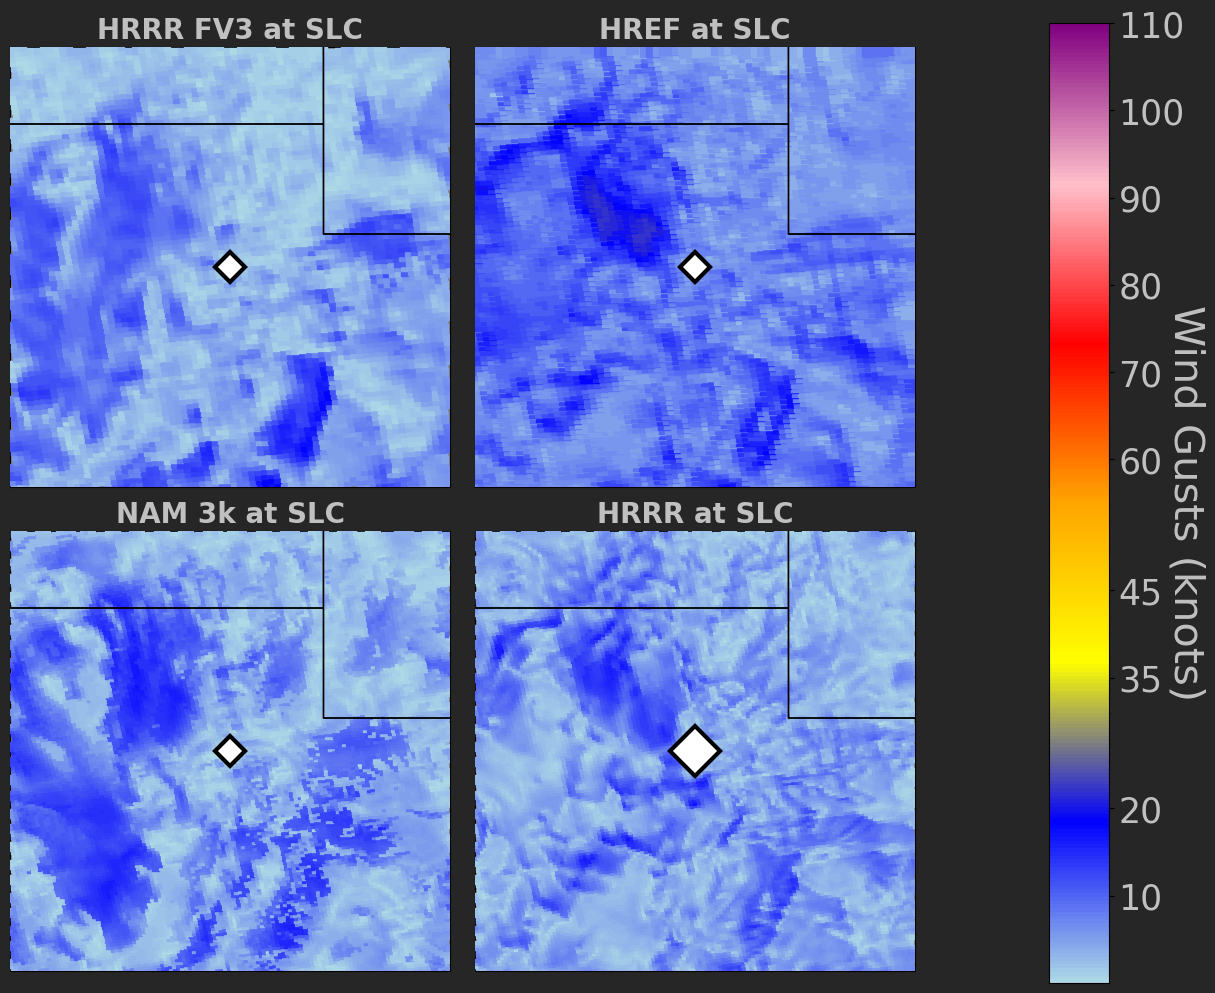 HRRR FV3 at SLC
HREF at SLC
NAM 3k at SLC
HRRR at SLC
110
100
90
80
70
60
45
35
20
10
Wind Gusts (knots)